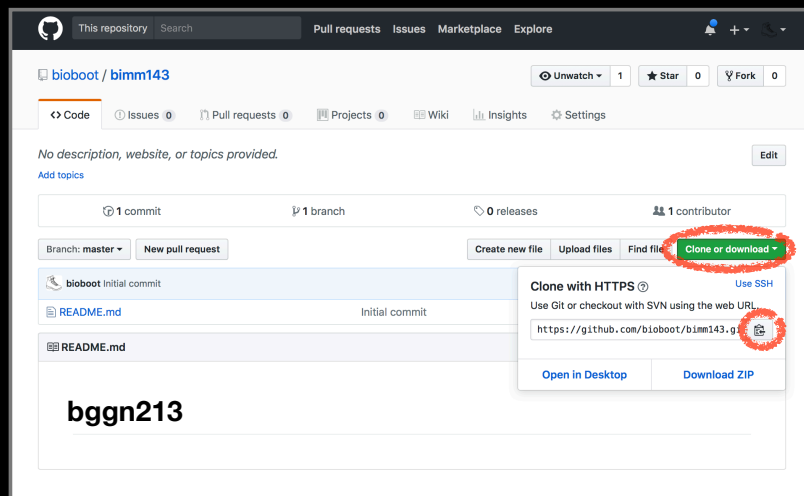 This repository Search Pull requests Issues Marketplace Explore
bioboot / bimm143 Unwatch 1 Star 0 Fork 0
Code Issues 0 Pull requests 0 Projects 0 Wiki Insights Settings
No description, website, or topics provided. Edit
Add topics
1 commit 1 branch 0 releases 1 contributor
Branch: master New pull request Create new file Upload files Find file Clone or download
bioboot Initial commit
README.md Initial commit
Clone with HTTPS Use SSH
Use Git or checkout with SVN using the web URL.
https://github.com/bioboot/bimm143.gi
Open in Desktop Download ZIP
README.md
bggn213